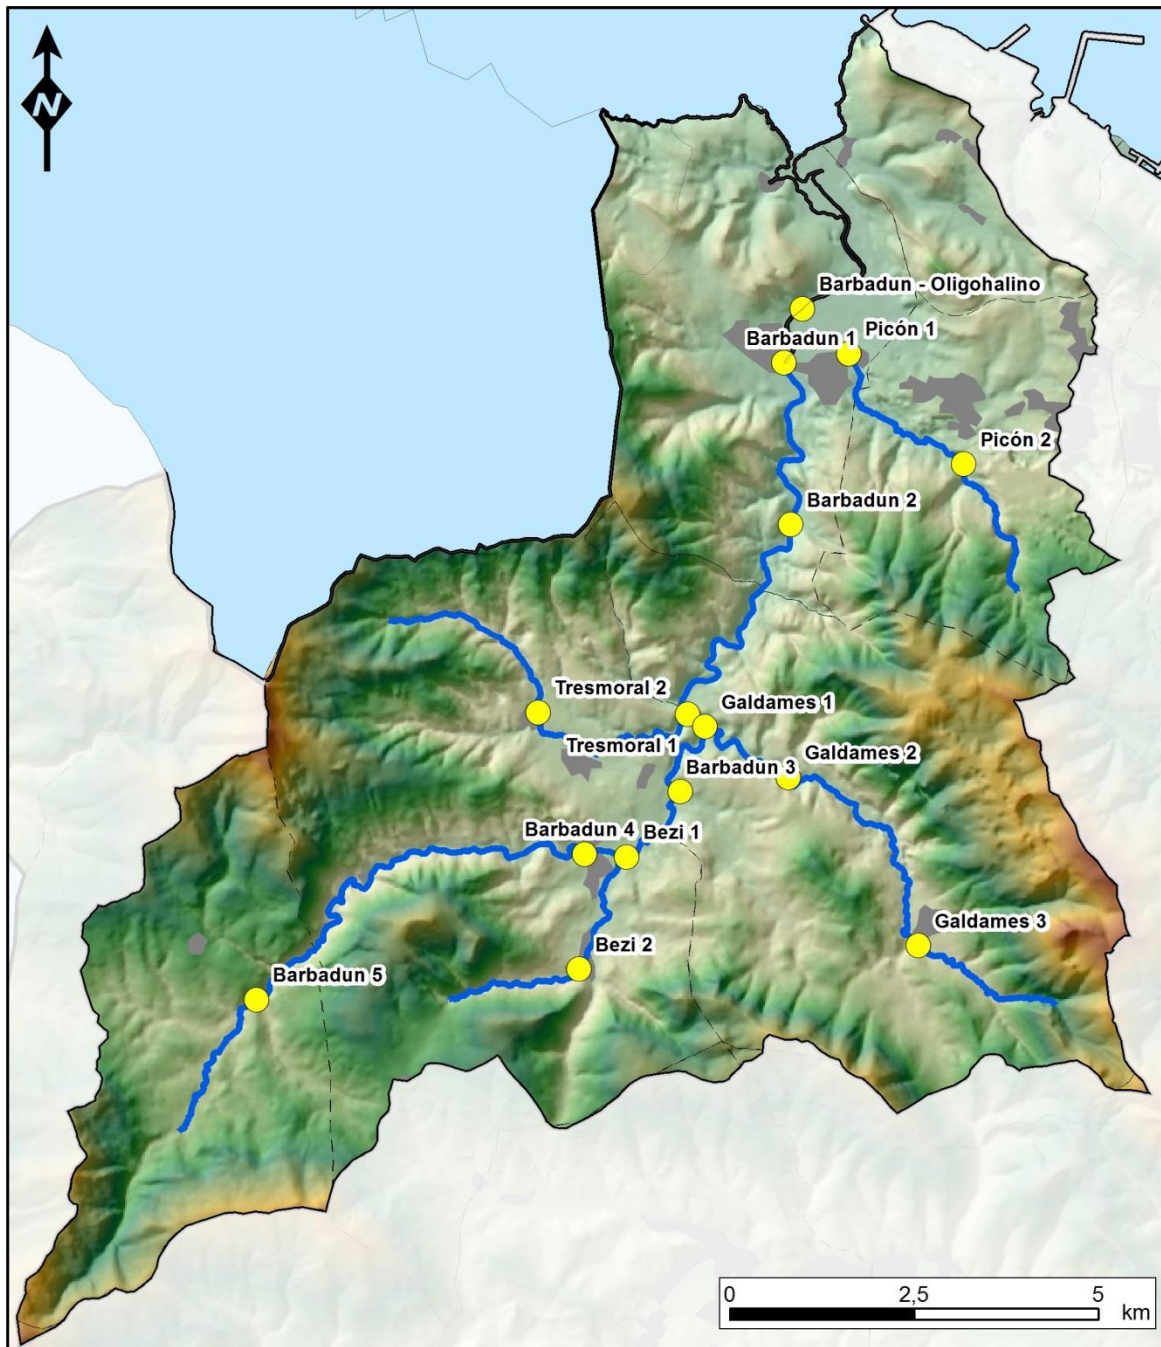 N
Barbadun - Oligohalino
Picón 1
Barbadun 1
Picón 2
Barbadun 2
Tresmoral 2
Galdames 1
Tresmoral 1
Galdames 2
Barbadun 3
Barbadun 4
Bezi 1
Galdames 3
Bezi 2
Barbadun 5
0 2,5 5
km